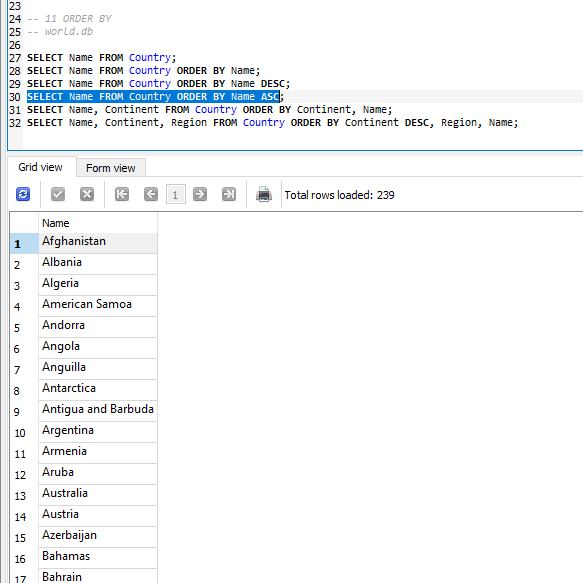 23
24 -- 11 ORDER BY
25 -- world.db
26
27 SELECT Name FROM Country;
28 SELECT Name FROM Country ORDER BY Name;
29 SELECT Name FROM Country ORDER BY Name DESC;
30 SELECT Name FROM Country ORDER BY Name ASC;
31 SELECT Name, Continent FROM Country ORDER BY Continent, Name;
32 SELECT Name, Continent, Region FROM Country ORDER BY Continent DESC, Region, Name;
Grid view Form view
1 Total rows loaded: 239
Name
1 Afghanistan
2 Albania
3 Algeria
4 American Samoa
5 Andorra
6 Angola
7 Anguilla
8 Antarctica
9 Antigua and Barbuda
10 Argentina
11 Armenia
12 Aruba
13 Australia
14 Austria
15 Azerbaijan
16 Bahamas
17 Bahrain